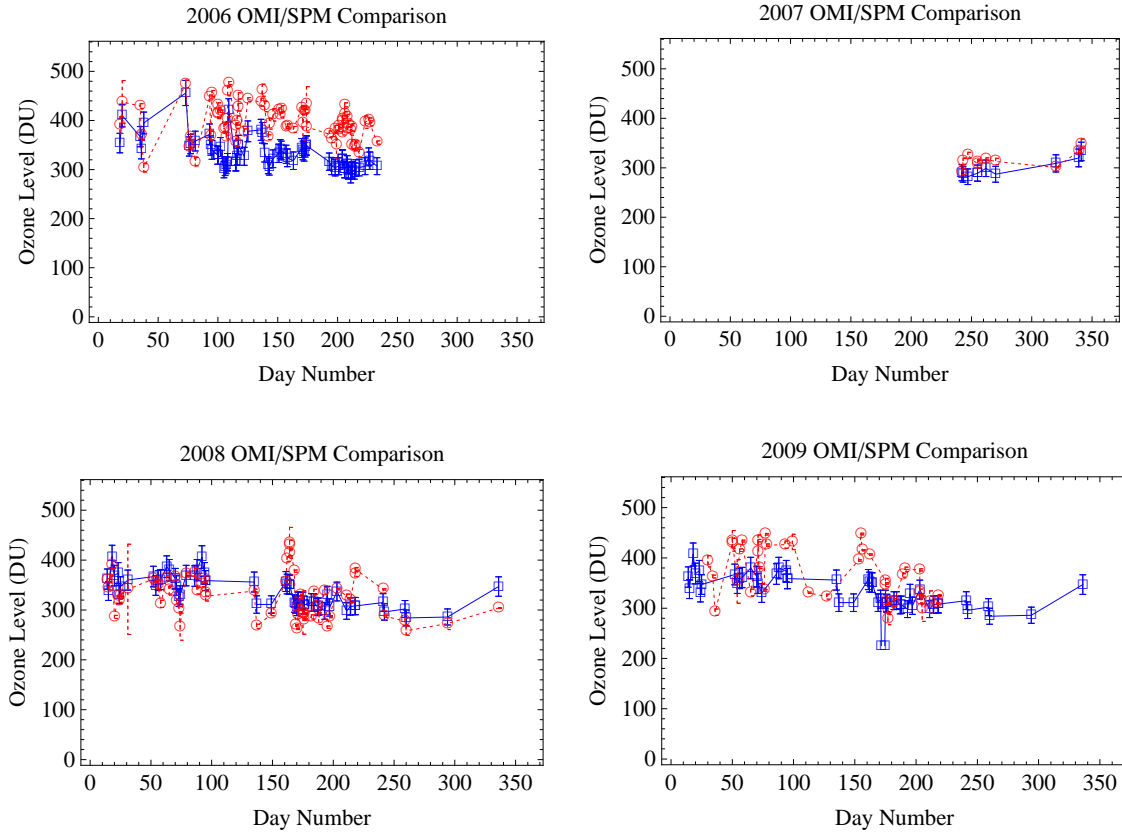 2006 OMI/SPM Comparison
Ozone Level (DU)
500
400
300
200
100
0
0 50 100 150 200 250 300 350
Day Number
2007 OMI/SPM Comparison
Ozone Level (DU)
500
400
300
200
100
0
0 50 100 150 200 250 300 350
Day Number
2008 OMI/SPM Comparison
Ozone Level (DU)
500
400
300
200
100
0
0 50 100 150 200 250 300 350
Day Number
2009 OMI/SPM Comparison
Ozone Level (DU)
500
400
300
200
100
0
0 50 100 150 200 250 300 350
Day Number